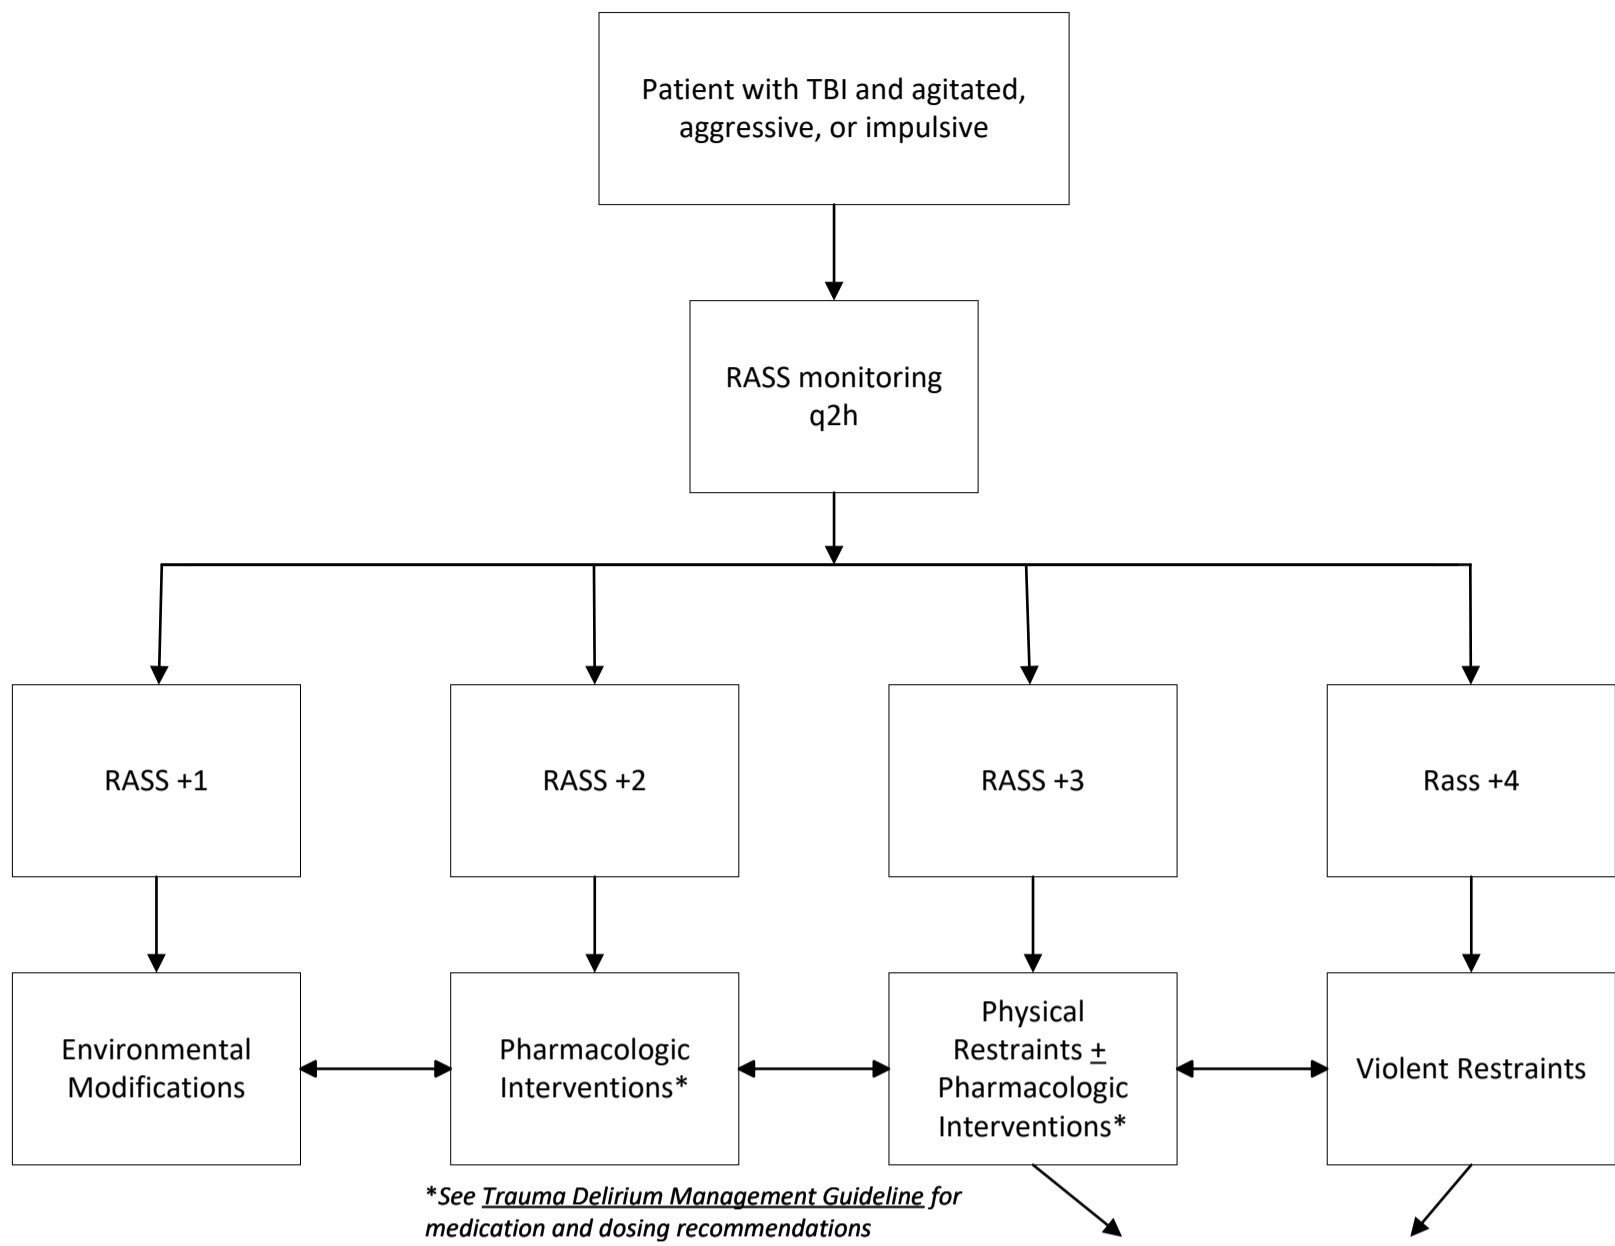 Patient with TBI and agitated,
aggressive, or impulsive
RASS monitoring
q2h
RASS +1
RASS +2
RASS +3
Rass +4
Environmental
Modifications
Pharmacologic
Interventions*
Physical
Restraints ±
Pharmacologic
Interventions*
Violent Restraints
*See Trauma Delirium Management Guideline for
medication and dosing recommendations